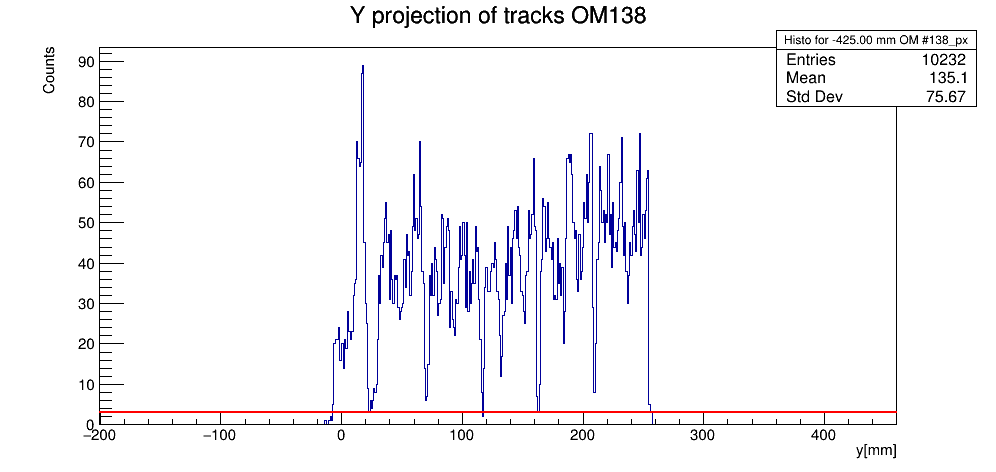 Y projection of tracks OM138
Histo for -425.00 mm OM #138_px
Entries 10232
Mean 135.1
Std Dev 75.67
Counts
90
80
70
60
50
40
30
20
10
0
−200 −100 0 100 200 300 400
y[mm]